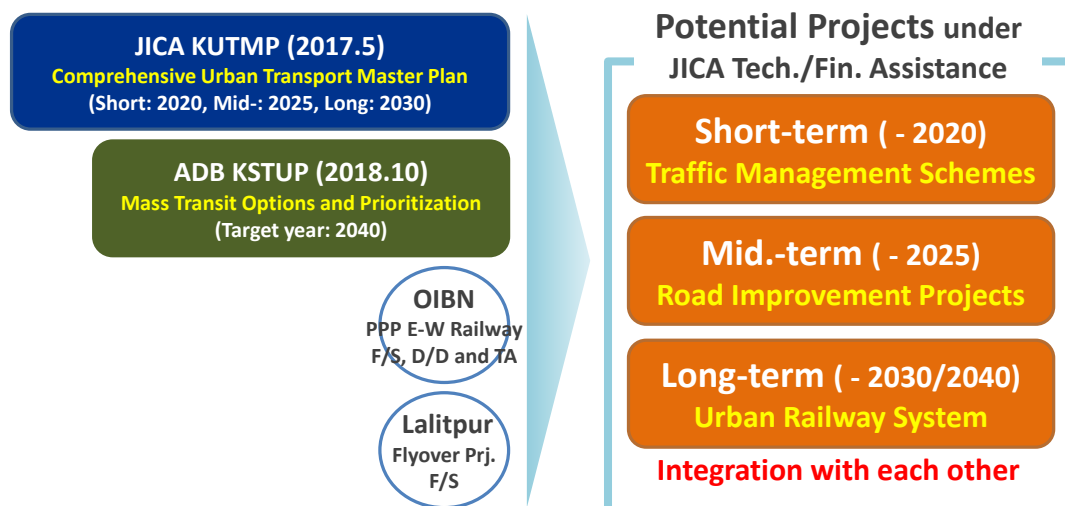 JICA KUTMP (2017.5)
Comprehensive Urban Transport Master Plan
(Short: 2020, Mid-: 2025, Long: 2030)
ADB KSTUP (2018.10)
Mass Transit Options and Prioritization
(Target year: 2040)
OIBN
PPP E-W Railway
F/S, D/D and TA
Lalitpur
Flyover Prj.
F/S
Potential Projects under
JICA Tech./Fin. Assistance
Short-term ( - 2020)
Traffic Management Schemes
Mid.-term ( - 2025)
Road Improvement Projects
Long-term ( - 2030/2040)
Urban Railway System
Integration with each other